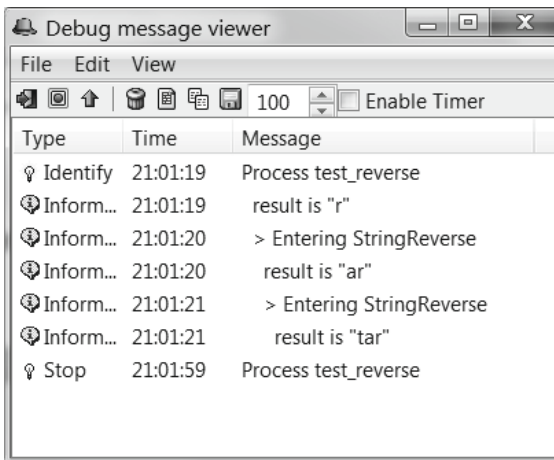 Debug message viewer
File Edit View
100 Enable Timer
Type Time Message
Identify 21:01:19 Process test_reverse
Inform... 21:01:19 result is "r"
Inform... 21:01:20 > Entering StringReverse
Inform... 21:01:20 result is "ar"
Inform... 21:01:21 > Entering StringReverse
Inform... 21:01:21 result is "tar"
Stop 21:01:59 Process test_reverse